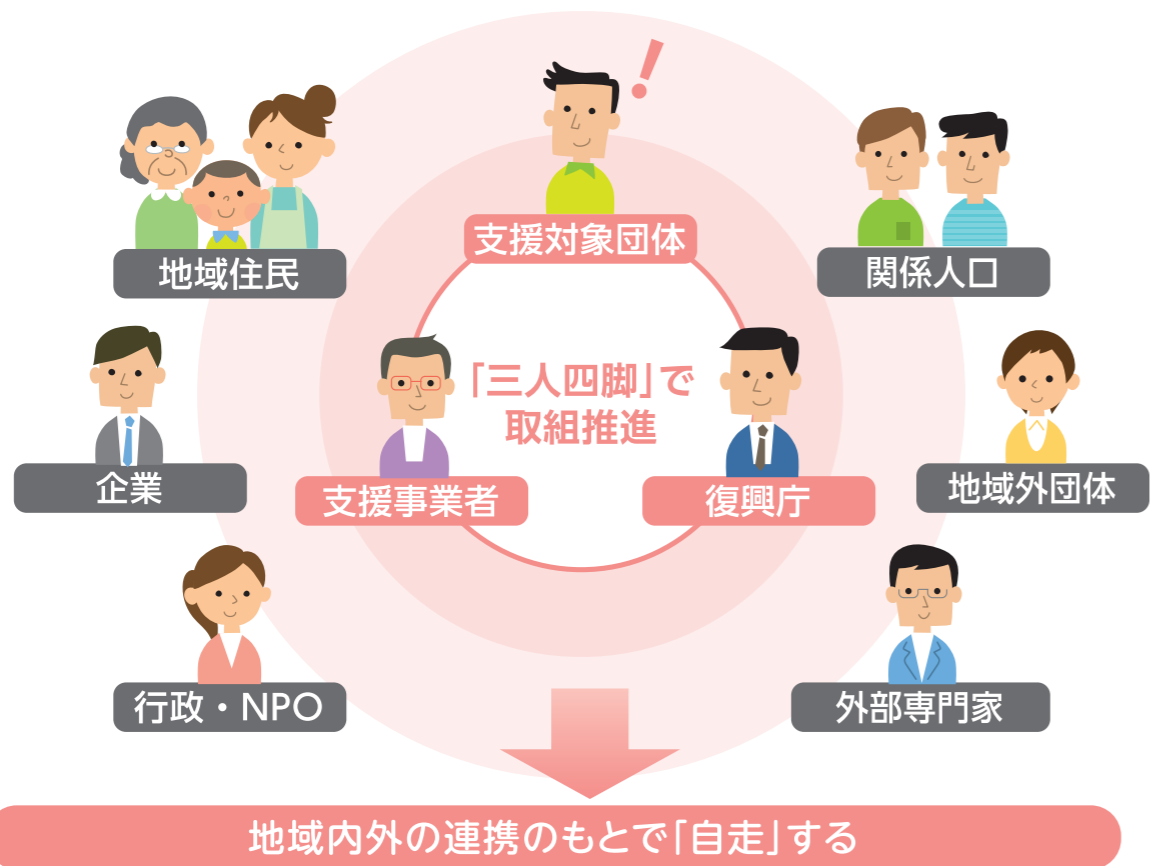 !
支援対象団体
地域住民
関係人口
「三人四脚」で
取組推進
企業
支援事業者
復興庁
地域外団体
行政・NPO
外部専門家
地域内外の連携のもとで「自走」する